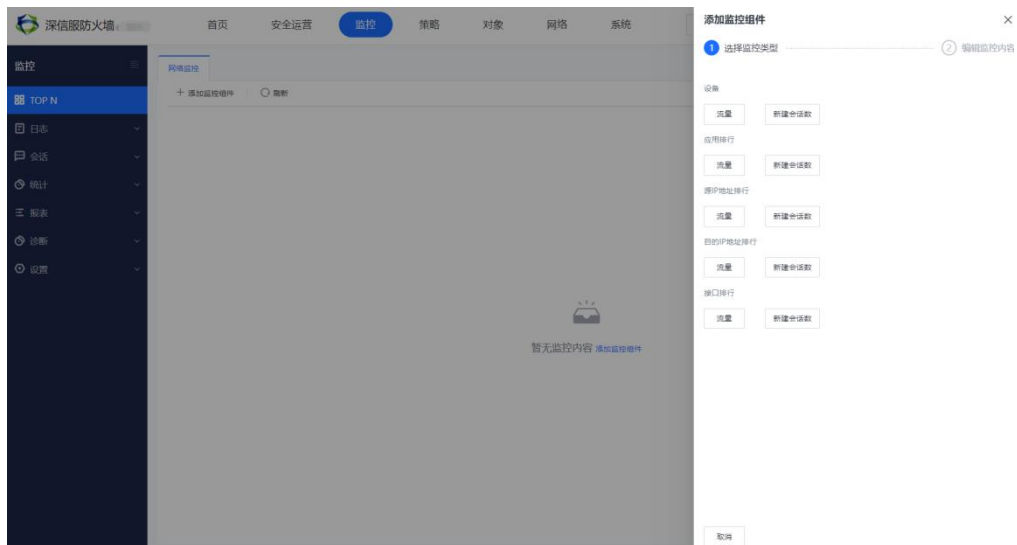 深信服防火墙
首页 安全运营 监控 策略 对象 网络 系统
监控
TOP N
日志
会话
统计
报表
诊断
设置
网络监控
添加监控组件 刷新
暂无监控内容 添加监控组件
添加监控组件
1 选择监控类型 2 编辑监控内容
设备
流量 新建会话数
应用排行
流量 新建会话数
源IP地址排行
流量 新建会话数
目的IP地址排行
流量 新建会话数
接口排行
流量 新建会话数
取消